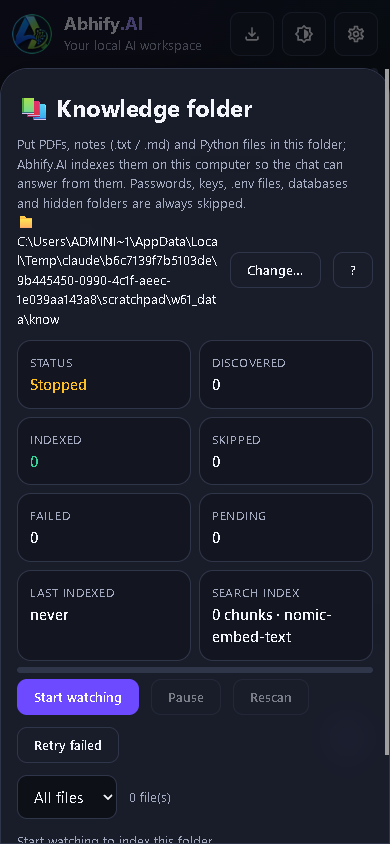 Abhify.AI
Your local AI workspace
Knowledge folder
Put PDFs, notes (.txt / .md) and Python files in this folder;
Abhify.AI indexes them on this computer so the chat can
answer from them. Passwords, keys, .env files, databases
and hidden folders are always skipped.
C:\Users\ADMINI~1\AppData\Loca
l\Temp\claude\b6c7139f7b5103de\
9b445450-0990-4c1f-aeec-
1e039aa143a8\scratchpad\w61_dat
a\know
Change...
?
STATUS
Stopped
DISCOVERED
0
INDEXED
0
SKIPPED
0
FAILED
0
PENDING
0
LAST INDEXED
never
SEARCH INDEX
0 chunks · nomic-
embed-text
Start watching
Pause
Rescan
Retry failed
All files
0 file(s)
Start watching to index this folder